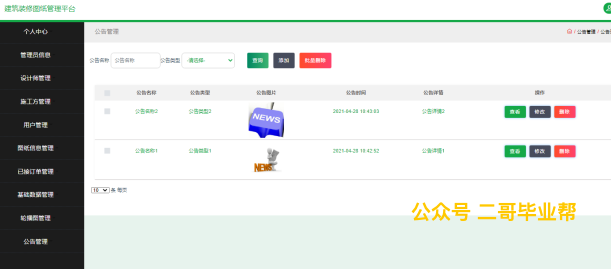 建筑装修图纸管理平台
个人中心
公告管理
/ 公告管理 / 公告
管理员信息
公告名称 公告名称 公告类型 -请选择- 查询 添加 批量删除
设计师管理
公告名称 公告类型 公告图片 公告时间 公告详情 操作
施工方管理
公告名称2 公告类型2 NEWS 2021-04-28 18:43:03 公告详情2 查看 修改 删除
用户管理
图纸信息管理
公告名称1 公告类型1 NEWS 2021-04-28 18:42:52 公告详情1 查看 修改 删除
已接订单管理
10 条 每页
基础数据管理
轮播图管理
公众号 二哥毕业帮
公告管理